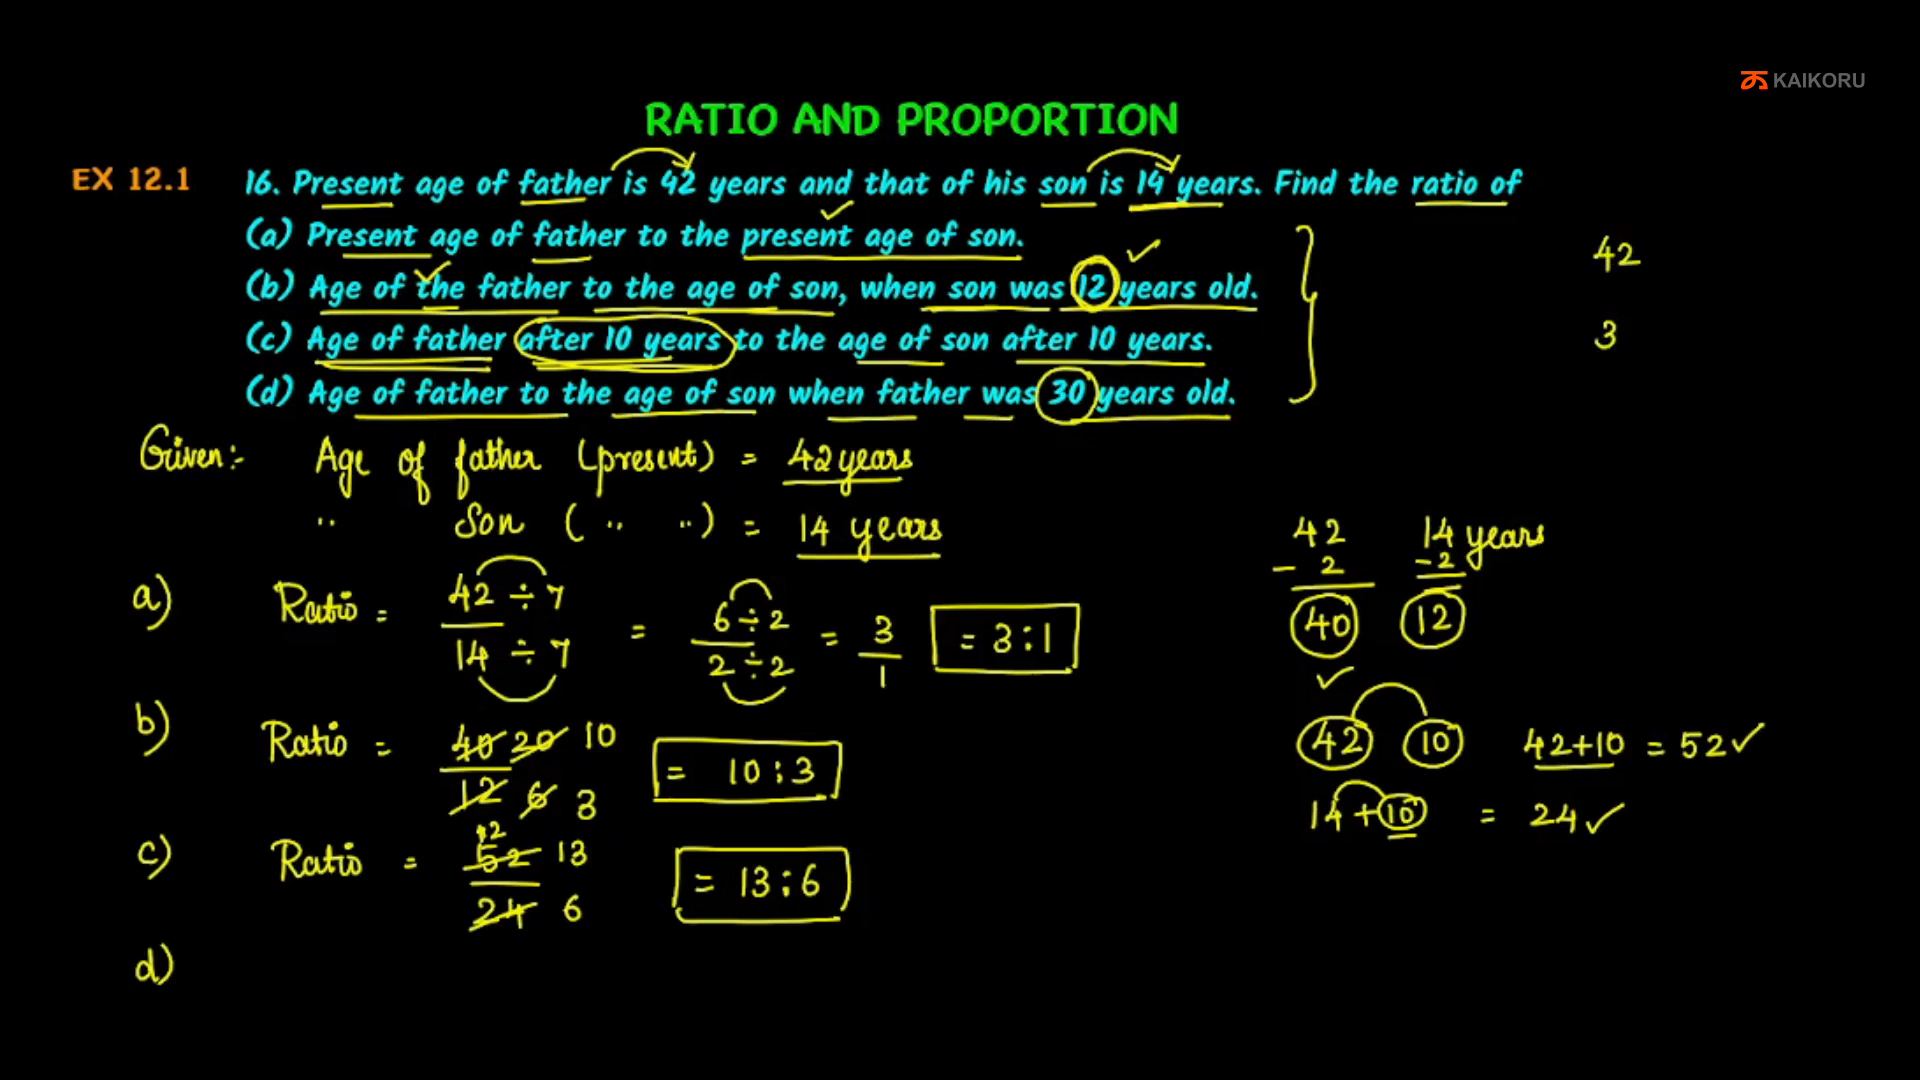 KAIKORU
RATIO AND PROPORTION
EX 12.1
16. Present age of father is 42 years and that of his son is 14 years. Find the ratio of
(a) Present age of father to the present age of son.
(b) Age of the father to the age of son, when son was 12 years old.
(c) Age of father after 10 years to the age of son after 10 years.
(d) Age of father to the age of son when father was 30 years old.
42
3
Given:- Age of father (present) = 42 years
" Son ( " " ) = 14 years
a) Ratio = 42 ÷ 7 / 14 ÷ 7 = 6 ÷ 2 / 2 ÷ 2 = 3 / 1 = 3 : 1
b) Ratio = 40 20 10 / 12 6 3 = 10 : 3
c) Ratio = 52 12 13 / 24 6 = 13 : 6
d)
42 14 years
- 2 - 2
40 12
42 10 42+10 = 52
14 + 10 = 24